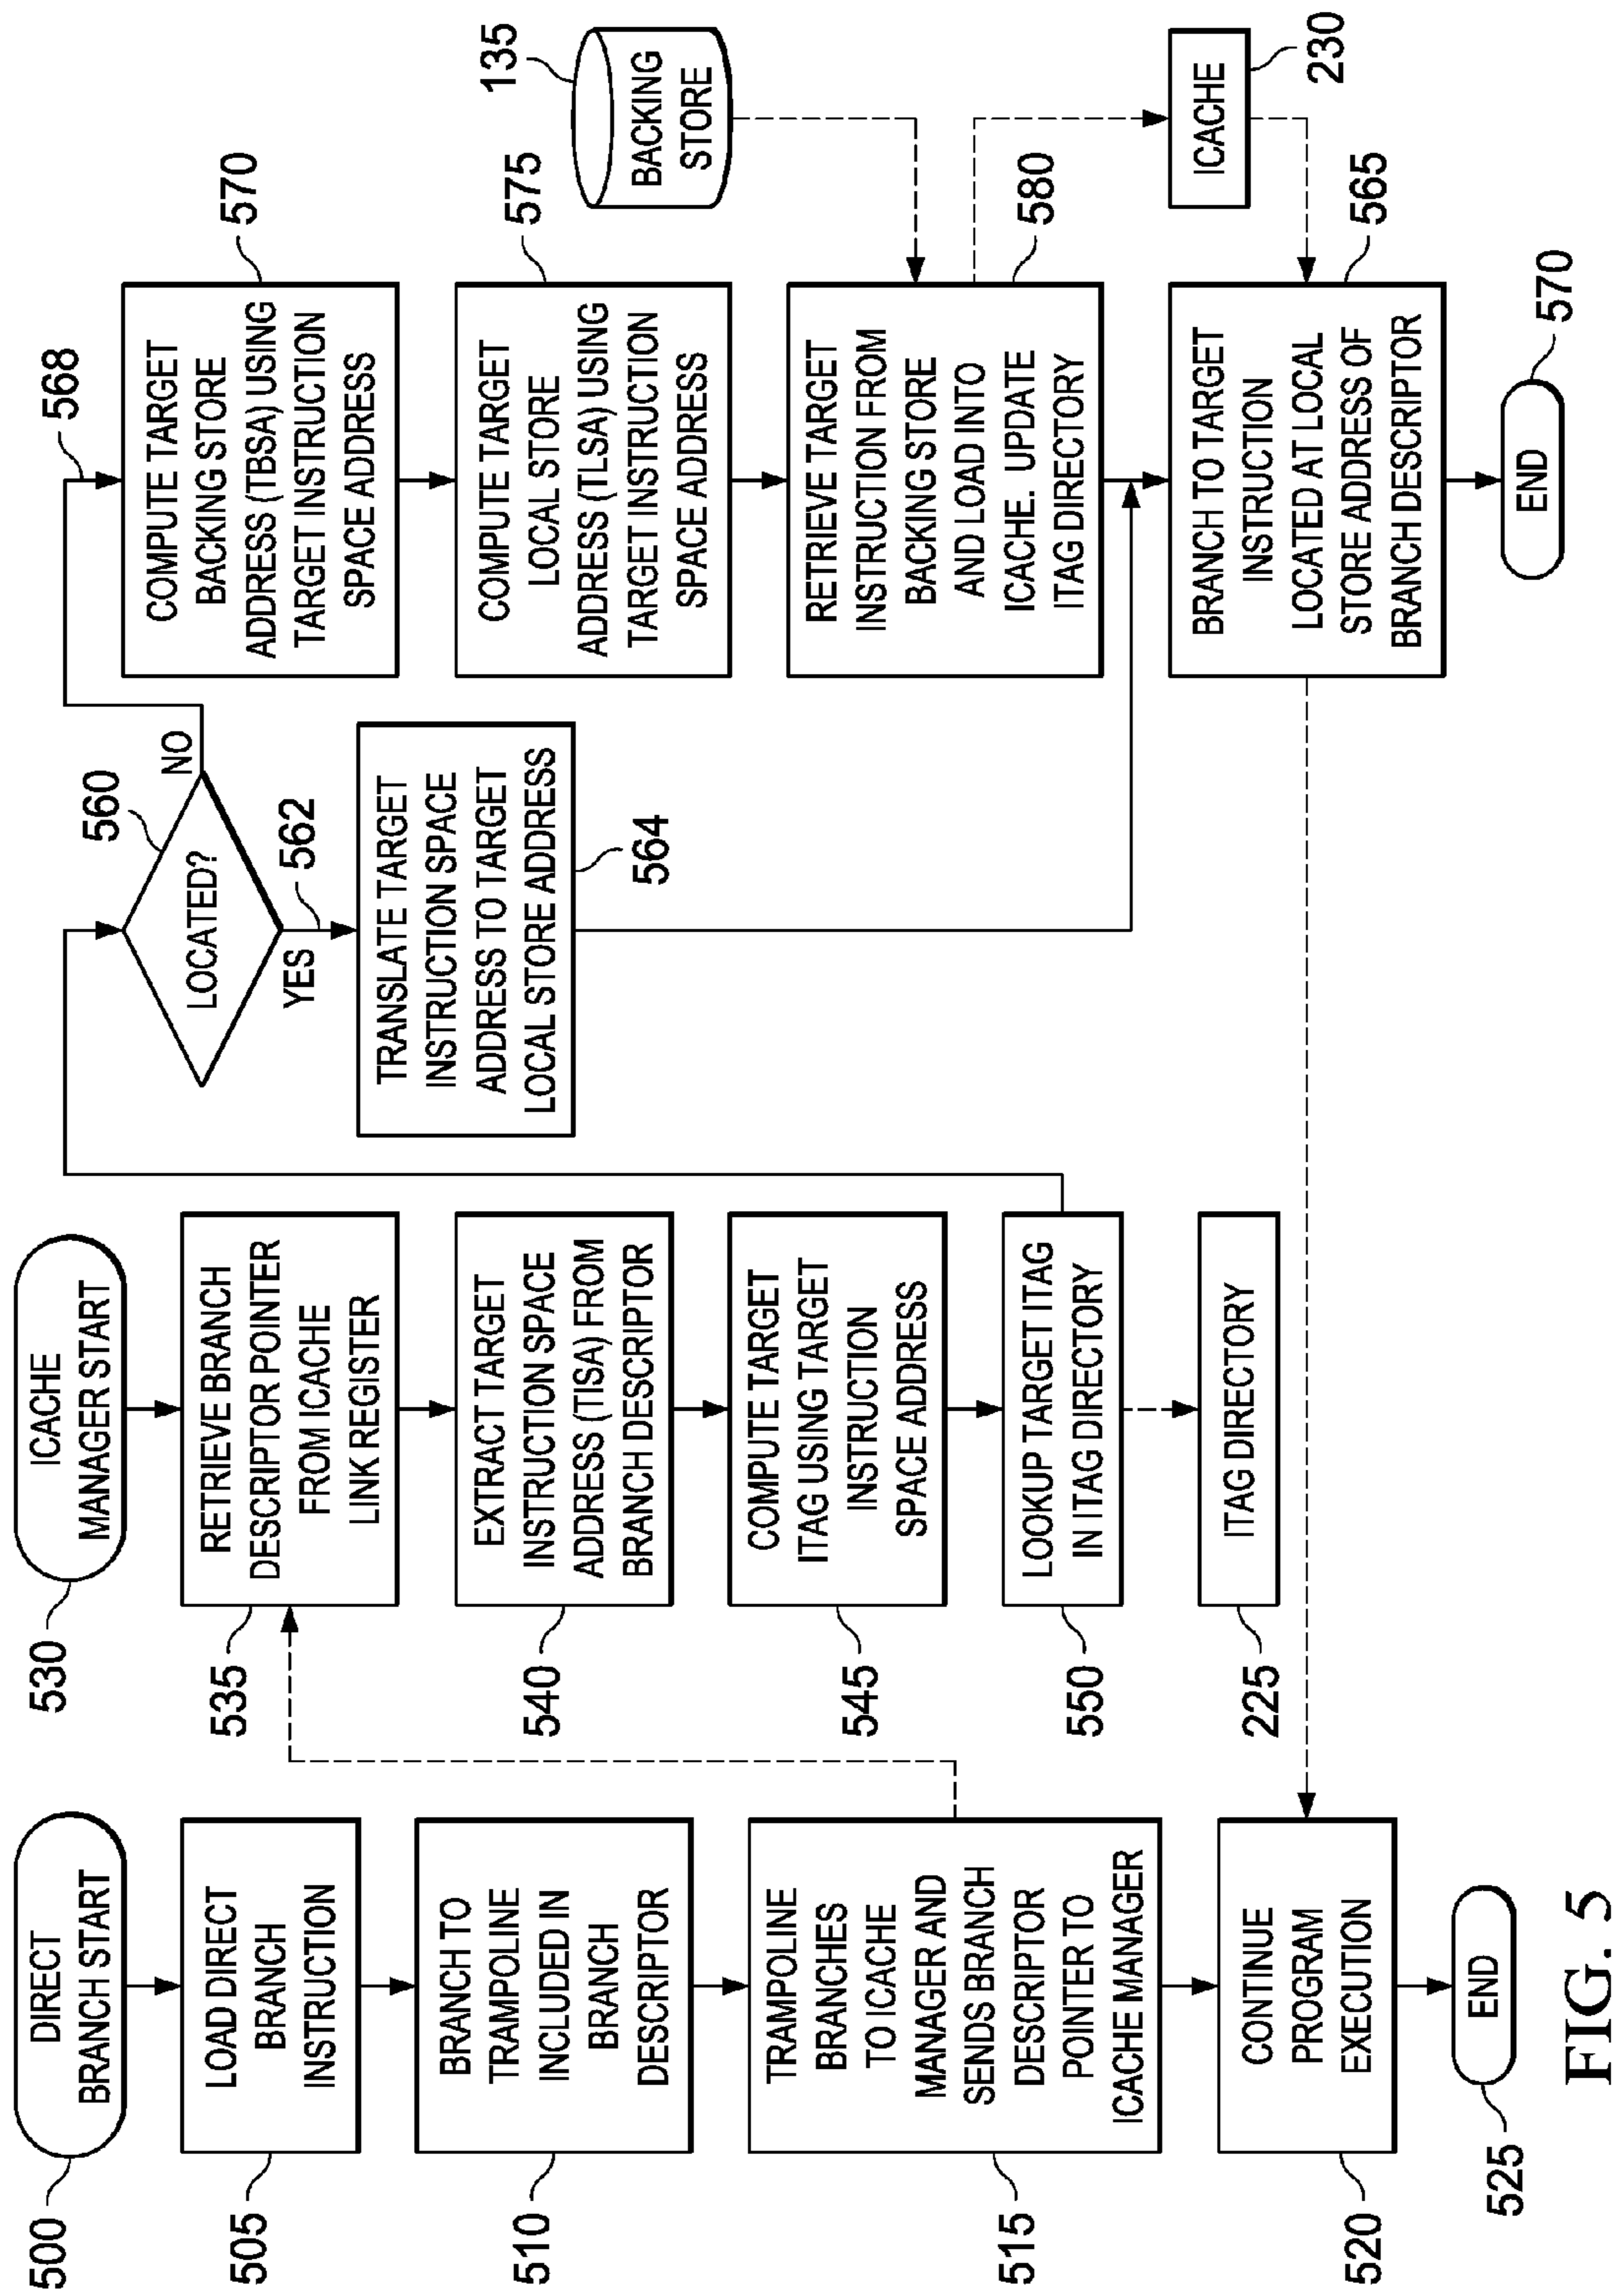 500
DIRECT
BRANCH START
505
LOAD DIRECT
BRANCH
INSTRUCTION
510
BRANCH TO
TRAMPOLINE
INCLUDED IN
BRANCH
DESCRIPTOR
515
TRAMPOLINE
BRANCHES
TO ICACHE
MANAGER AND
SENDS BRANCH
DESCRIPTOR
POINTER TO
ICACHE MANAGER
520
CONTINUE
PROGRAM
EXECUTION
525
END
530
ICACHE
MANAGER START
535
RETRIEVE BRANCH
DESCRIPTOR POINTER
FROM ICACHE
LINK REGISTER
540
EXTRACT TARGET
INSTRUCTION SPACE
ADDRESS (TISA) FROM
BRANCH DESCRIPTOR
545
COMPUTE TARGET
ITAG USING TARGET
INSTRUCTION
SPACE ADDRESS
550
LOOKUP TARGET ITAG
IN ITAG DIRECTORY
225
ITAG DIRECTORY
560
LOCATED?
NO
YES
562
TRANSLATE TARGET
INSTRUCTION SPACE
ADDRESS TO TARGET
LOCAL STORE ADDRESS
564
568
570
COMPUTE TARGET
BACKING STORE
ADDRESS (TBSA) USING
TARGET INSTRUCTION
SPACE ADDRESS
575
COMPUTE TARGET
LOCAL STORE
ADDRESS (TLSA) USING
TARGET INSTRUCTION
SPACE ADDRESS
135
BACKING
STORE
580
RETRIEVE TARGET
INSTRUCTION FROM
BACKING STORE
AND LOAD INTO
ICACHE. UPDATE
ITAG DIRECTORY
ICACHE
230
565
BRANCH TO TARGET
INSTRUCTION
LOCATED AT LOCAL
STORE ADDRESS OF
BRANCH DESCRIPTOR
570
END
FIG. 5